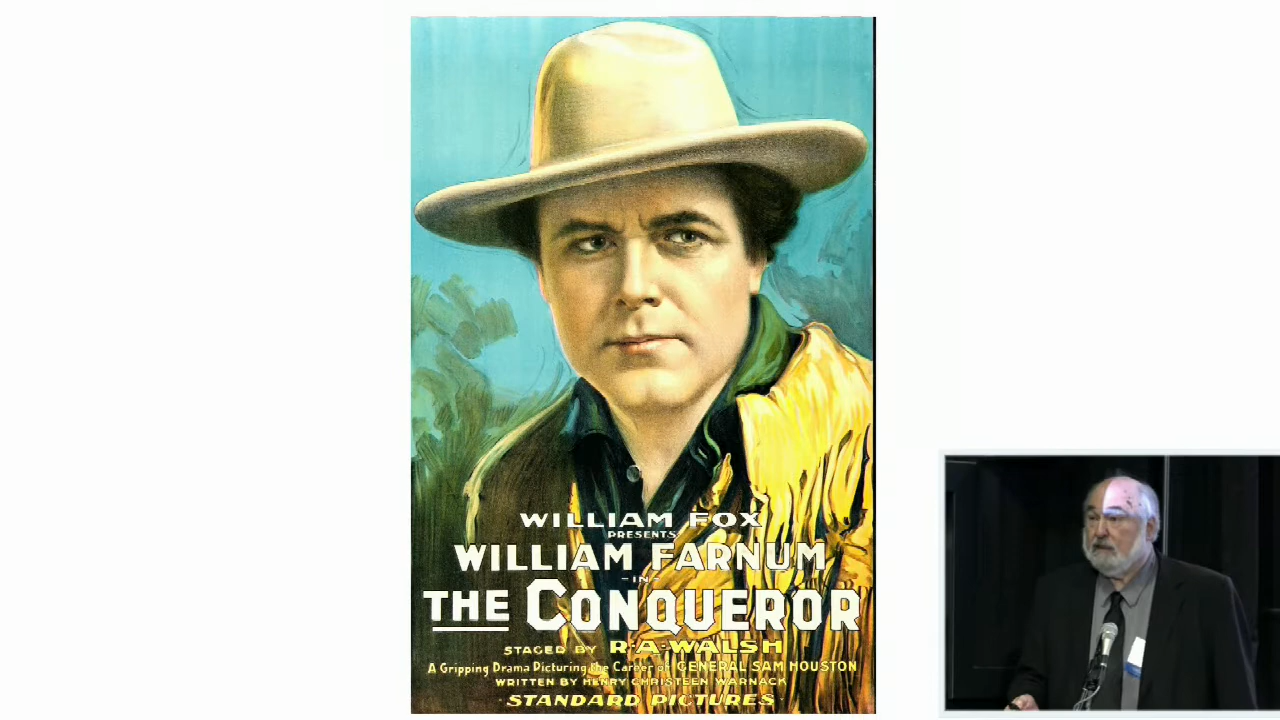 WILLIAM FOX
PRESENTS
WILLIAM FARNUM
-IN-
THE CONQUEROR
STAGED BY R·A·WALSH
A Gripping Drama Picturing the Career of GENERAL SAM HOUSTON
WRITTEN BY HENRY CHRISTEEN WARNACK
·STANDARD PICTURES·